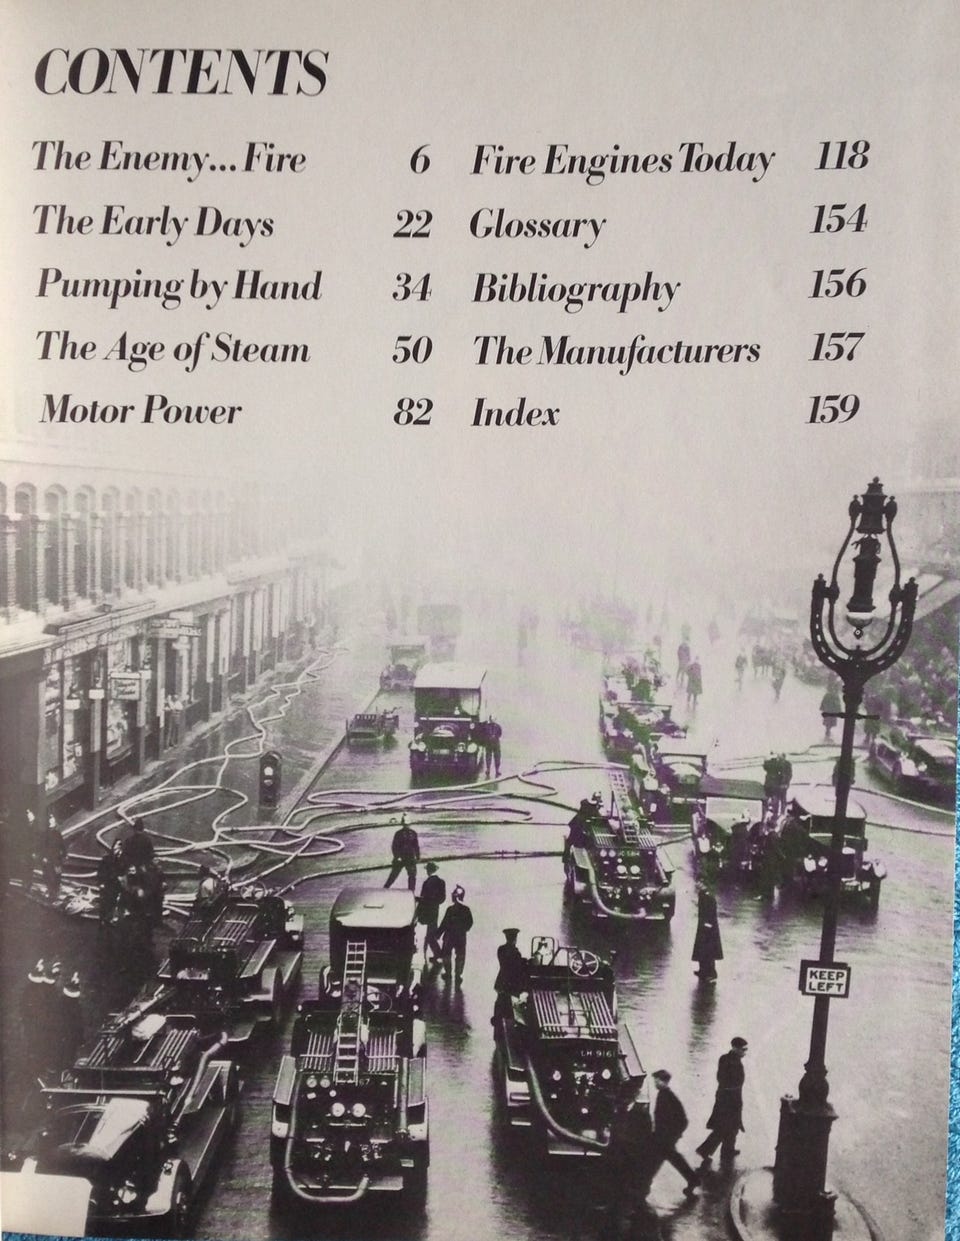 CONTENTS
The Enemy...Fire 6
The Early Days 22
Pumping by Hand 34
The Age of Steam 50
Motor Power 82
Fire Engines Today 118
Glossary 154
Bibliography 156
The Manufacturers 157
Index 159
KEEP
LEFT